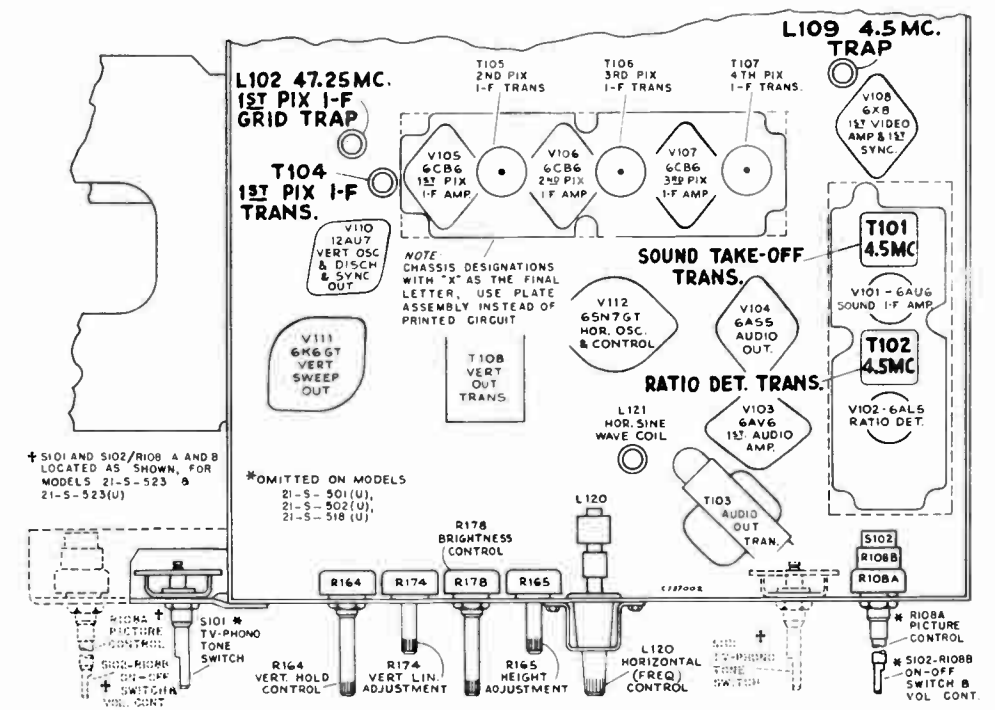 L109 4.5 MC.
TRAP
L102 47.25 MC.
1ST PIX I-F
GRID TRAP
T104
1ST PIX I-F
TRANS.
T105
2ND PIX
I-F TRANS
T106
3RD PIX
I-F TRANS
T107
4TH PIX
I-F TRANS.
V108
6X8
1ST VIDEO
AMP & 1ST
SYNC.
V105
6CB6
1ST PIX
I-F AMP.
V106
6CB6
2ND PIX
I-F AMP
V107
6CB6
3RD PIX
I-F AMP.
V110
12AU7
VERT OSC
& DISCH
& SYNC
OUT
NOTE:
CHASSIS DESIGNATIONS
WITH "X" AS THE FINAL
LETTER, USE PLATE
ASSEMBLY INSTEAD OF
PRINTED CIRCUIT
SOUND TAKE-OFF
TRANS.
T101
4.5MC
V101-6AU6
SOUND I-F AMP.
V112
6SN7GT
HOR. OSC.
& CONTROL
V104
6AS5
AUDIO
OUT.
V111
6K6GT
VERT
SWEEP
OUT
T108
VERT
OUT
TRANS.
RATIO DET. TRANS.
T102
4.5MC
V102-6AL5
RATIO DET.
L121
HOR. SINE
WAVE COIL
V103
6AV6
1ST. AUDIO
AMP.
† S101 AND S102/R108 A AND B
LOCATED AS SHOWN, FOR
MODELS 21-S-523 &
21-S-523(U)
*OMITTED ON MODELS
21-S-501(U),
21-S-502(U),
21-S-518(U)
T103
AUDIO
OUT
TRAN.
L120
R178
BRIGHTNESS
CONTROL
R164
R174
R178
R165
C137002
S102
R108B
R108A
R108A †
PICTURE
CONTROL
S102-R108B
ON-OFF
SWITCH &
VOL. CONT
†
S101 *
TV-PHONO
TONE
SWITCH
R164
VERT. HOLD
CONTROL
R174
VERT LIN.
ADJUSTMENT
R165
HEIGHT
ADJUSTMENT
L120
HORIZONTAL
(FREQ)
CONTROL
S101 †
TV-PHONO
TONE
SWITCH
* R108A
PICTURE
CONTROL
* S102-R108B
ON-OFF
SWITCH &
VOL. CONT.